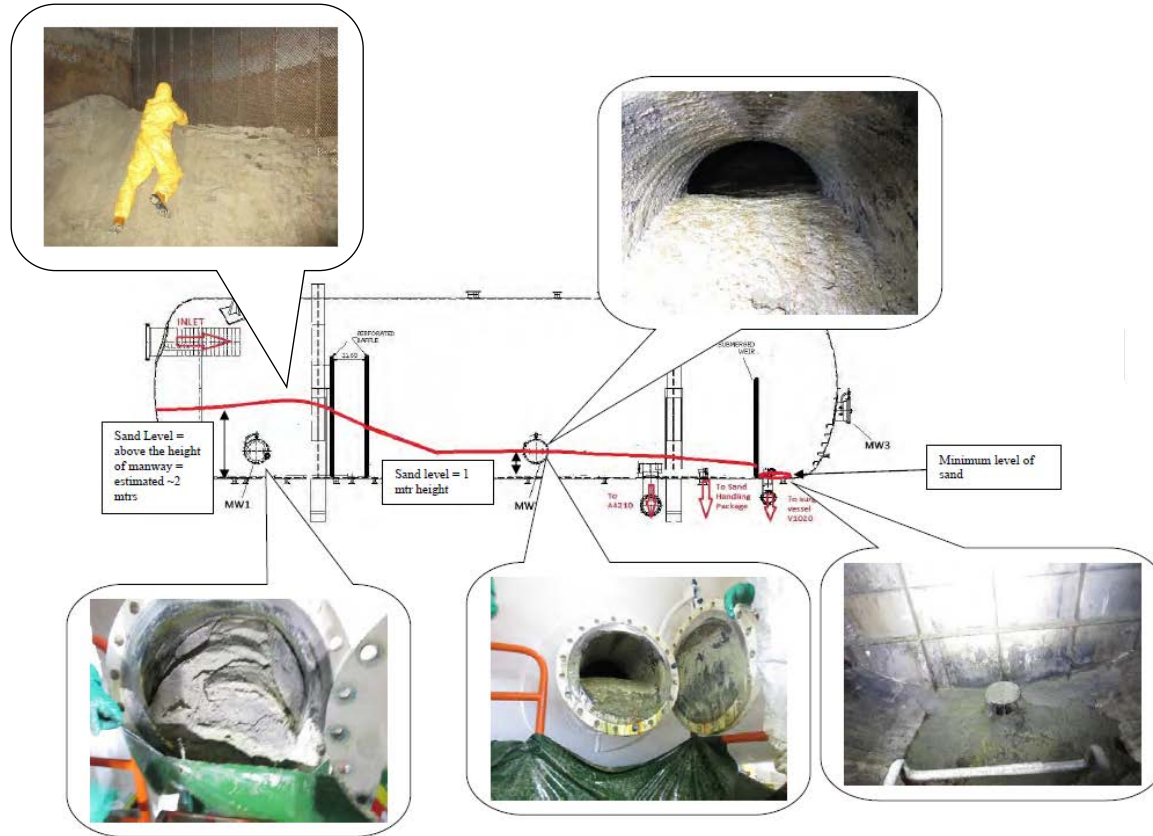 INLET
PERFORATED
BAFFLE
SUBMERGED
WEIR
MW3
Sand Level =
above the height
of manway =
estimated ~2
mtrs
MW1
Sand level = 1
mtr height
MW
To
A4210
To Sand
Handling
Package
To
vessel
V1020
Minimum level of
sand